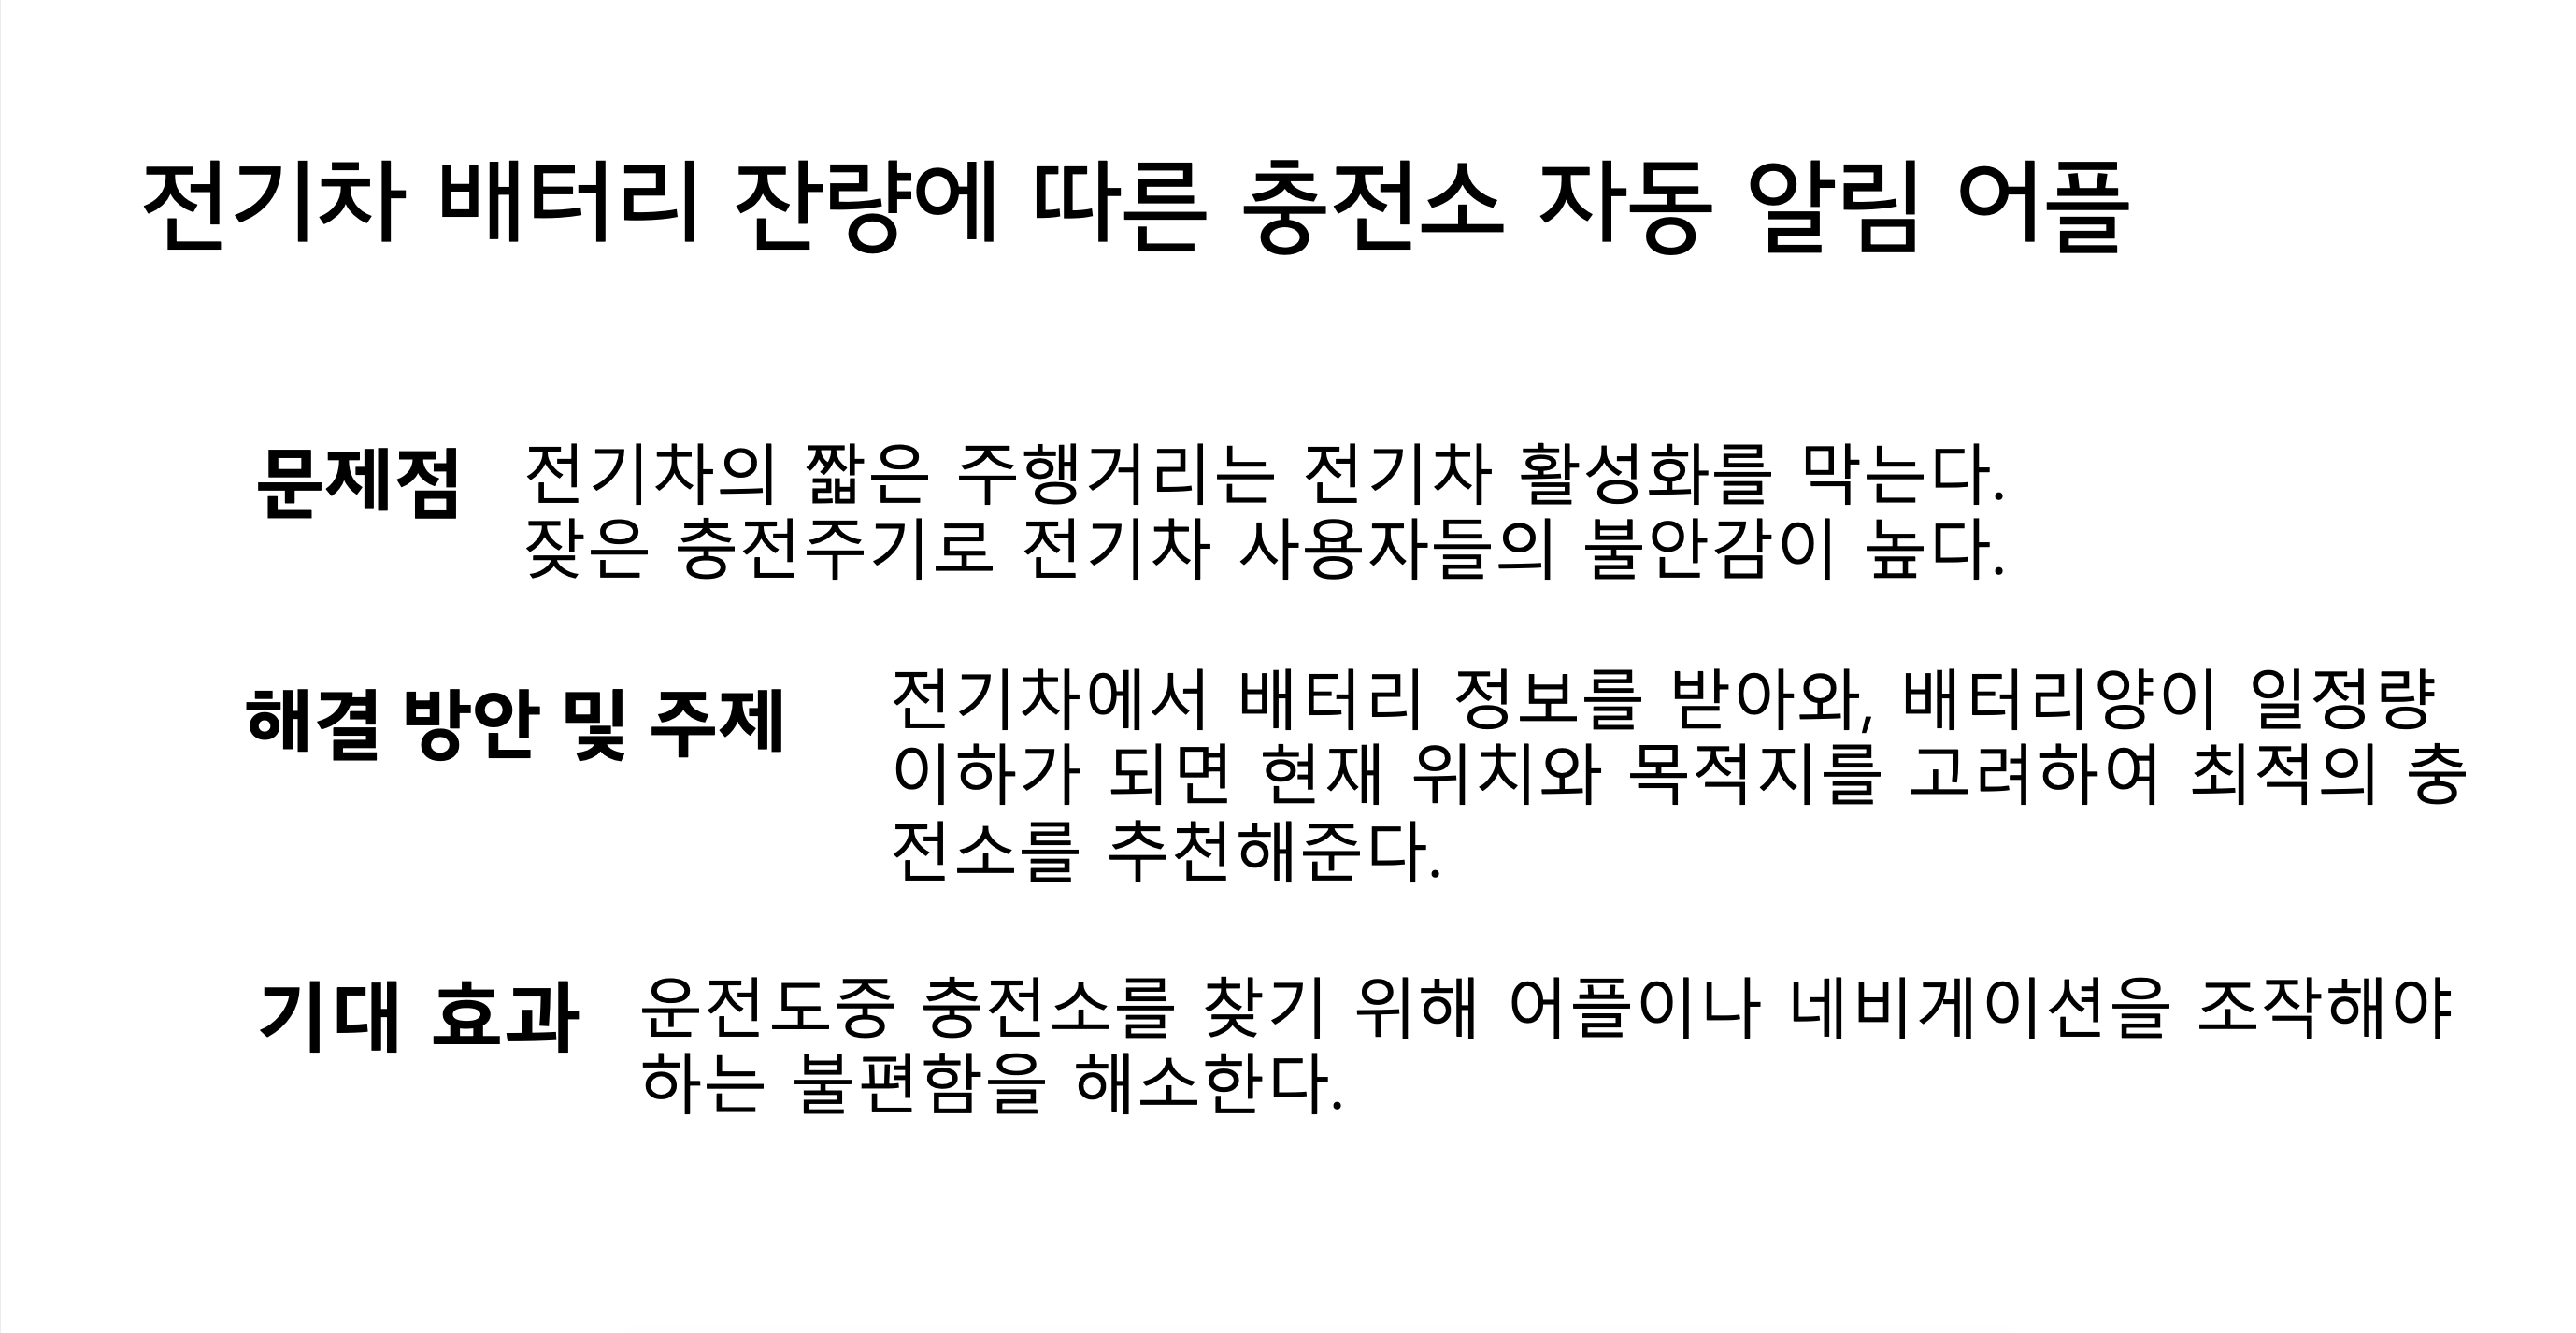 전기차 배터리 잔량에 따른 충전소 자동 알림 어플
문제점
전기차의 짧은 주행거리는 전기차 활성화를 막는다.
잦은 충전주기로 전기차 사용자들의 불안감이 높다.
해결 방안 및 주제
전기차에서 배터리 정보를 받아와, 배터리양이 일정량
이하가 되면 현재 위치와 목적지를 고려하여 최적의 충
전소를 추천해준다.
기대 효과
운전도중 충전소를 찾기 위해 어플이나 네비게이션을 조작해야
하는 불편함을 해소한다.